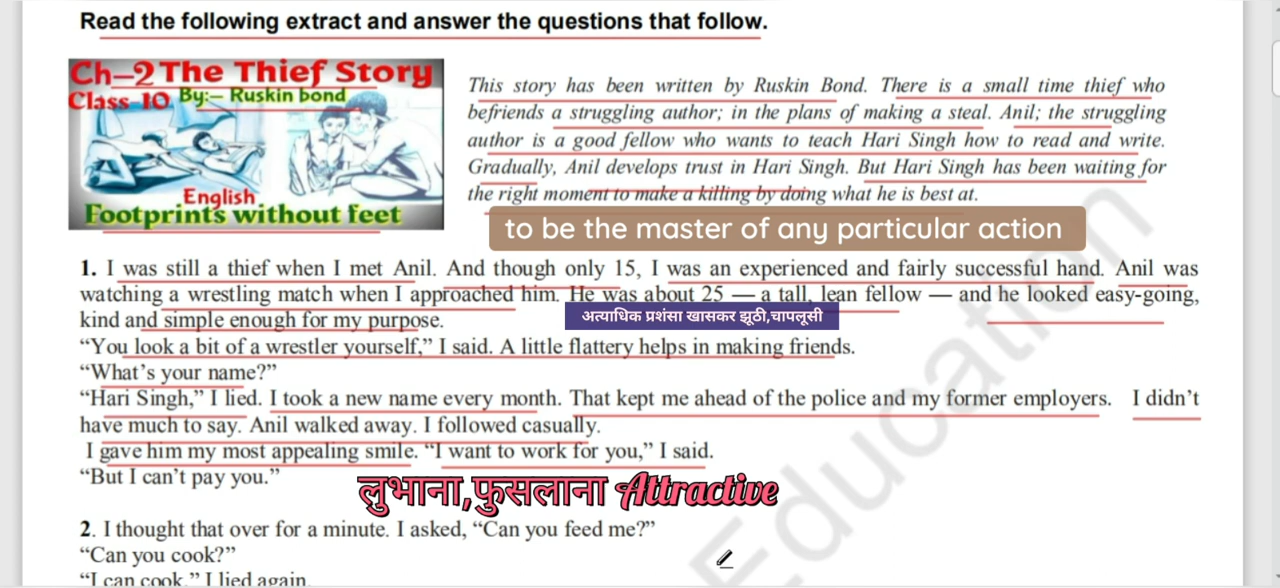 Read the following extract and answer the questions that follow.
Ch–2 The Thief Story
Class 10 By:– Ruskin bond
English
Footprints without feet
This story has been written by Ruskin Bond. There is a small time thief who
befriends a struggling author; in the plans of making a steal. Anil; the struggling
author is a good fellow who wants to teach Hari Singh how to read and write.
Gradually, Anil develops trust in Hari Singh. But Hari Singh has been waiting for
the right moment to make a killing by doing what he is best at.
to be the master of any particular action
1. I was still a thief when I met Anil. And though only 15, I was an experienced and fairly successful hand. Anil was
watching a wrestling match when I approached him. He was about 25 — a tall, lean fellow — and he looked easy-going,
kind and simple enough for my purpose.
अत्याधिक प्रशंसा खासकर झूठी,चापलूसी
“You look a bit of a wrestler yourself,” I said. A little flattery helps in making friends.
“What’s your name?”
“Hari Singh,” I lied. I took a new name every month. That kept me ahead of the police and my former employers. I didn’t
have much to say. Anil walked away. I followed casually.
I gave him my most appealing smile. “I want to work for you,” I said.
“But I can’t pay you.”
लुभाना,फुसलाना Attractive
2. I thought that over for a minute. I asked, “Can you feed me?”
“Can you cook?”
“I can cook,” I lied again.
Education